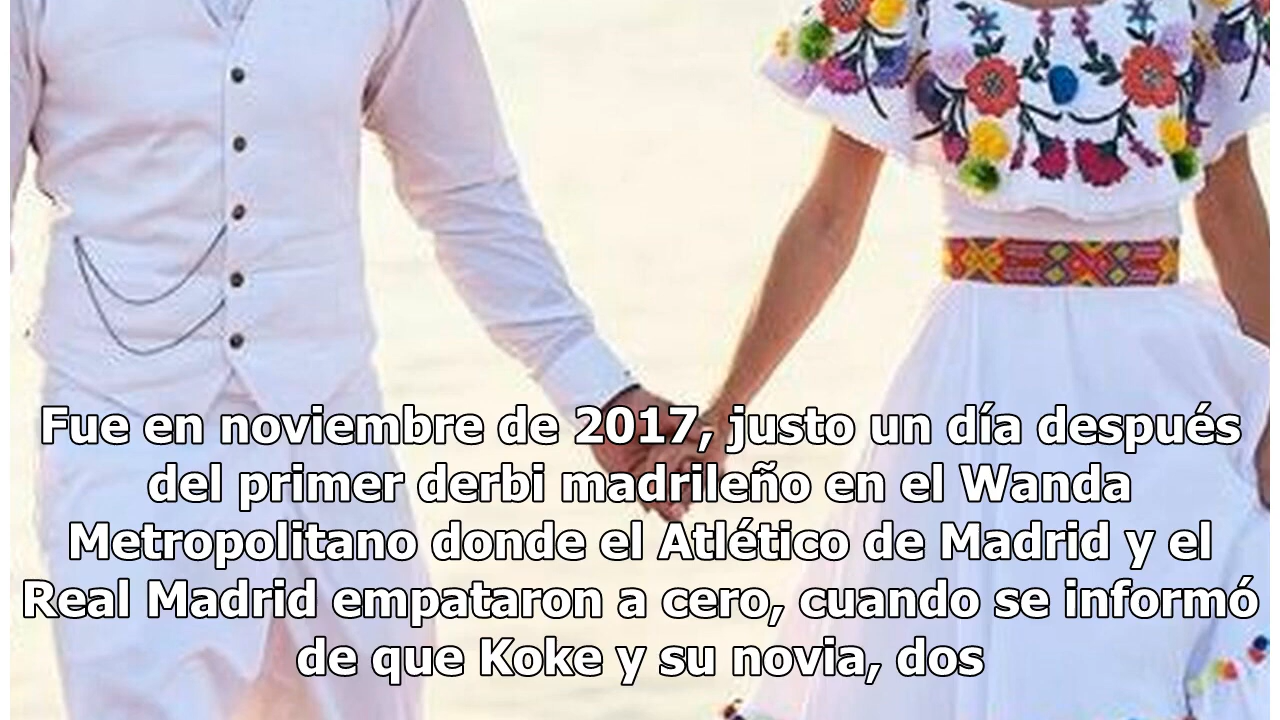 Fue en noviembre de 2017, justo un día después
del primer derbi madrileño en el Wanda
Metropolitano donde el Atlético de Madrid y el
Real Madrid empataron a cero, cuando se informó
de que Koke y su novia, dos